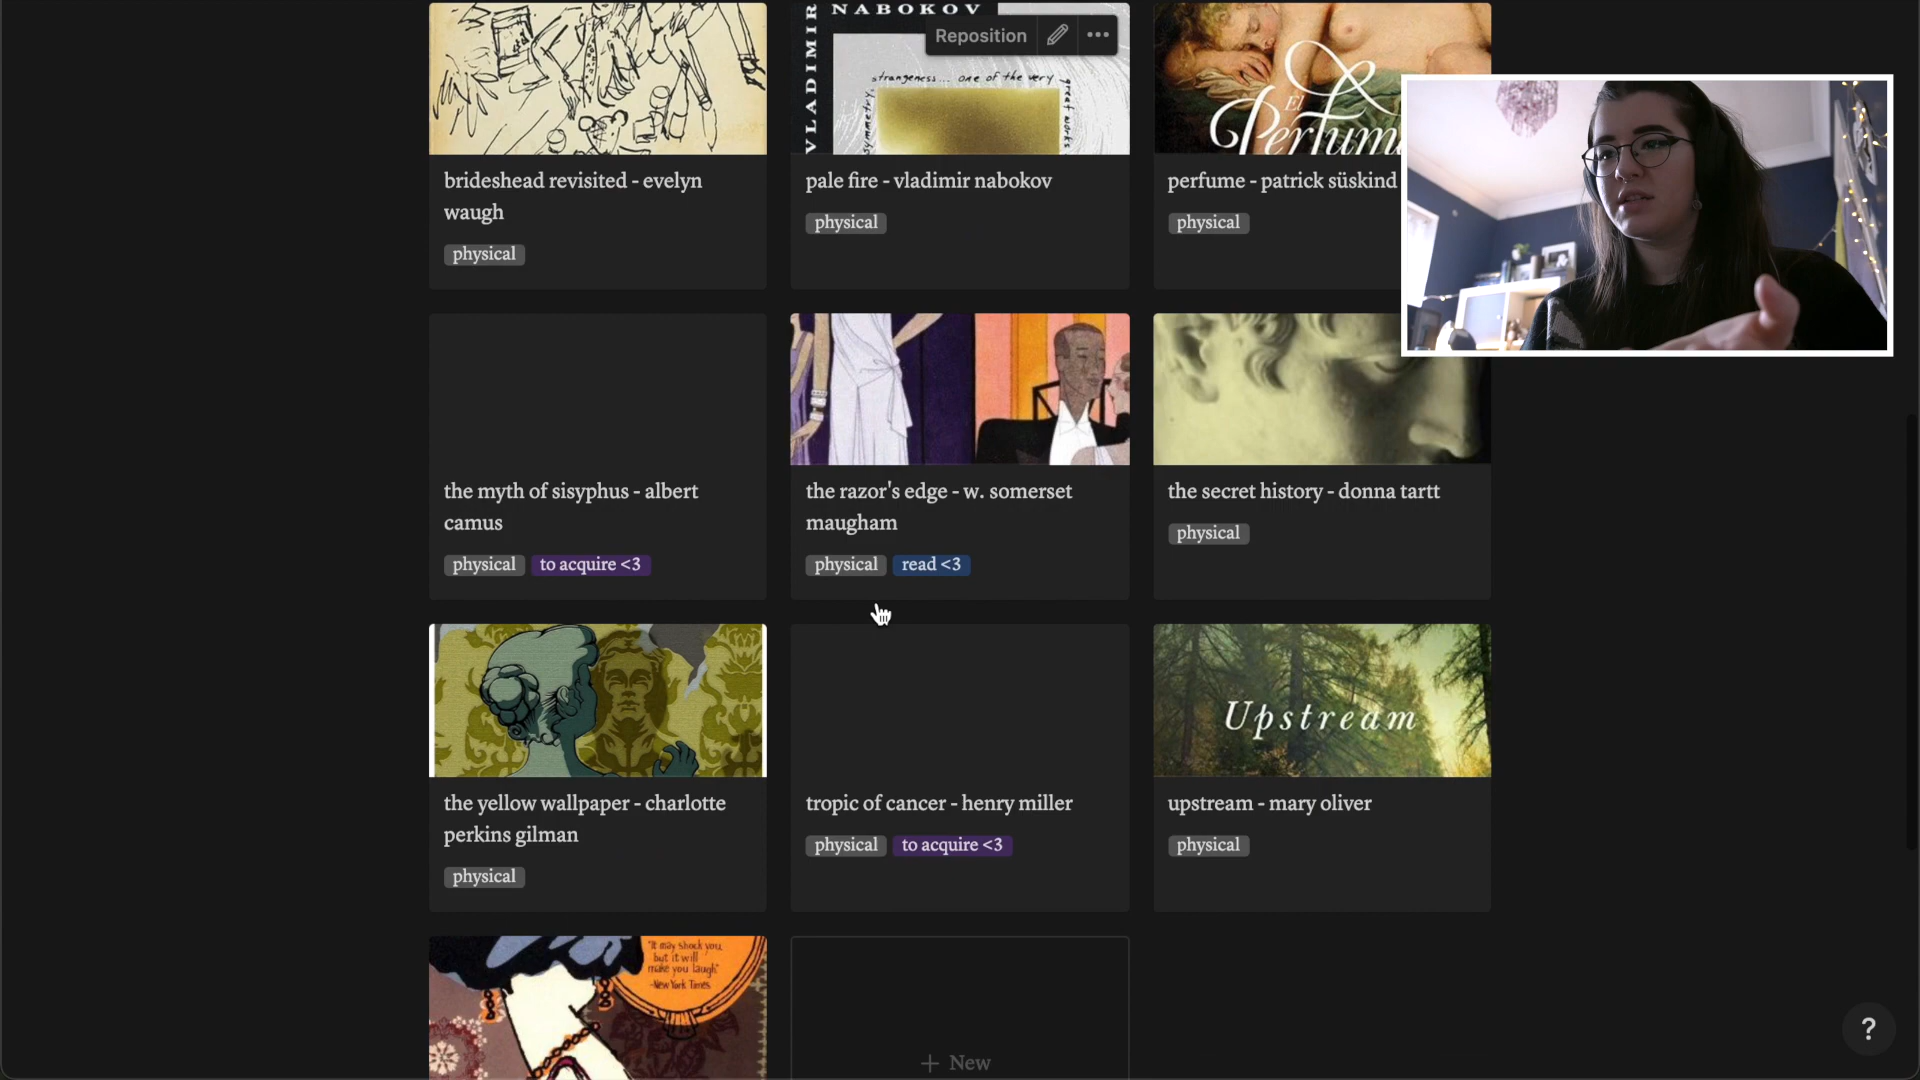 VLADIMIR
NABOKOV
Reposition
strangeness... one of the very
great works
symmetry,
El
Perfum
brideshead revisited - evelyn
waugh
physical
pale fire - vladimir nabokov
physical
perfume - patrick süskind
physical
the myth of sisyphus - albert
camus
physical
to acquire <3
the razor's edge - w. somerset
maugham
physical
read <3
the secret history - donna tartt
physical
Upstream
the yellow wallpaper - charlotte
perkins gilman
physical
tropic of cancer - henry miller
physical
to acquire <3
upstream - mary oliver
physical
"It may shock you,
but it will
make you laugh"
-New York Times
+ New
?